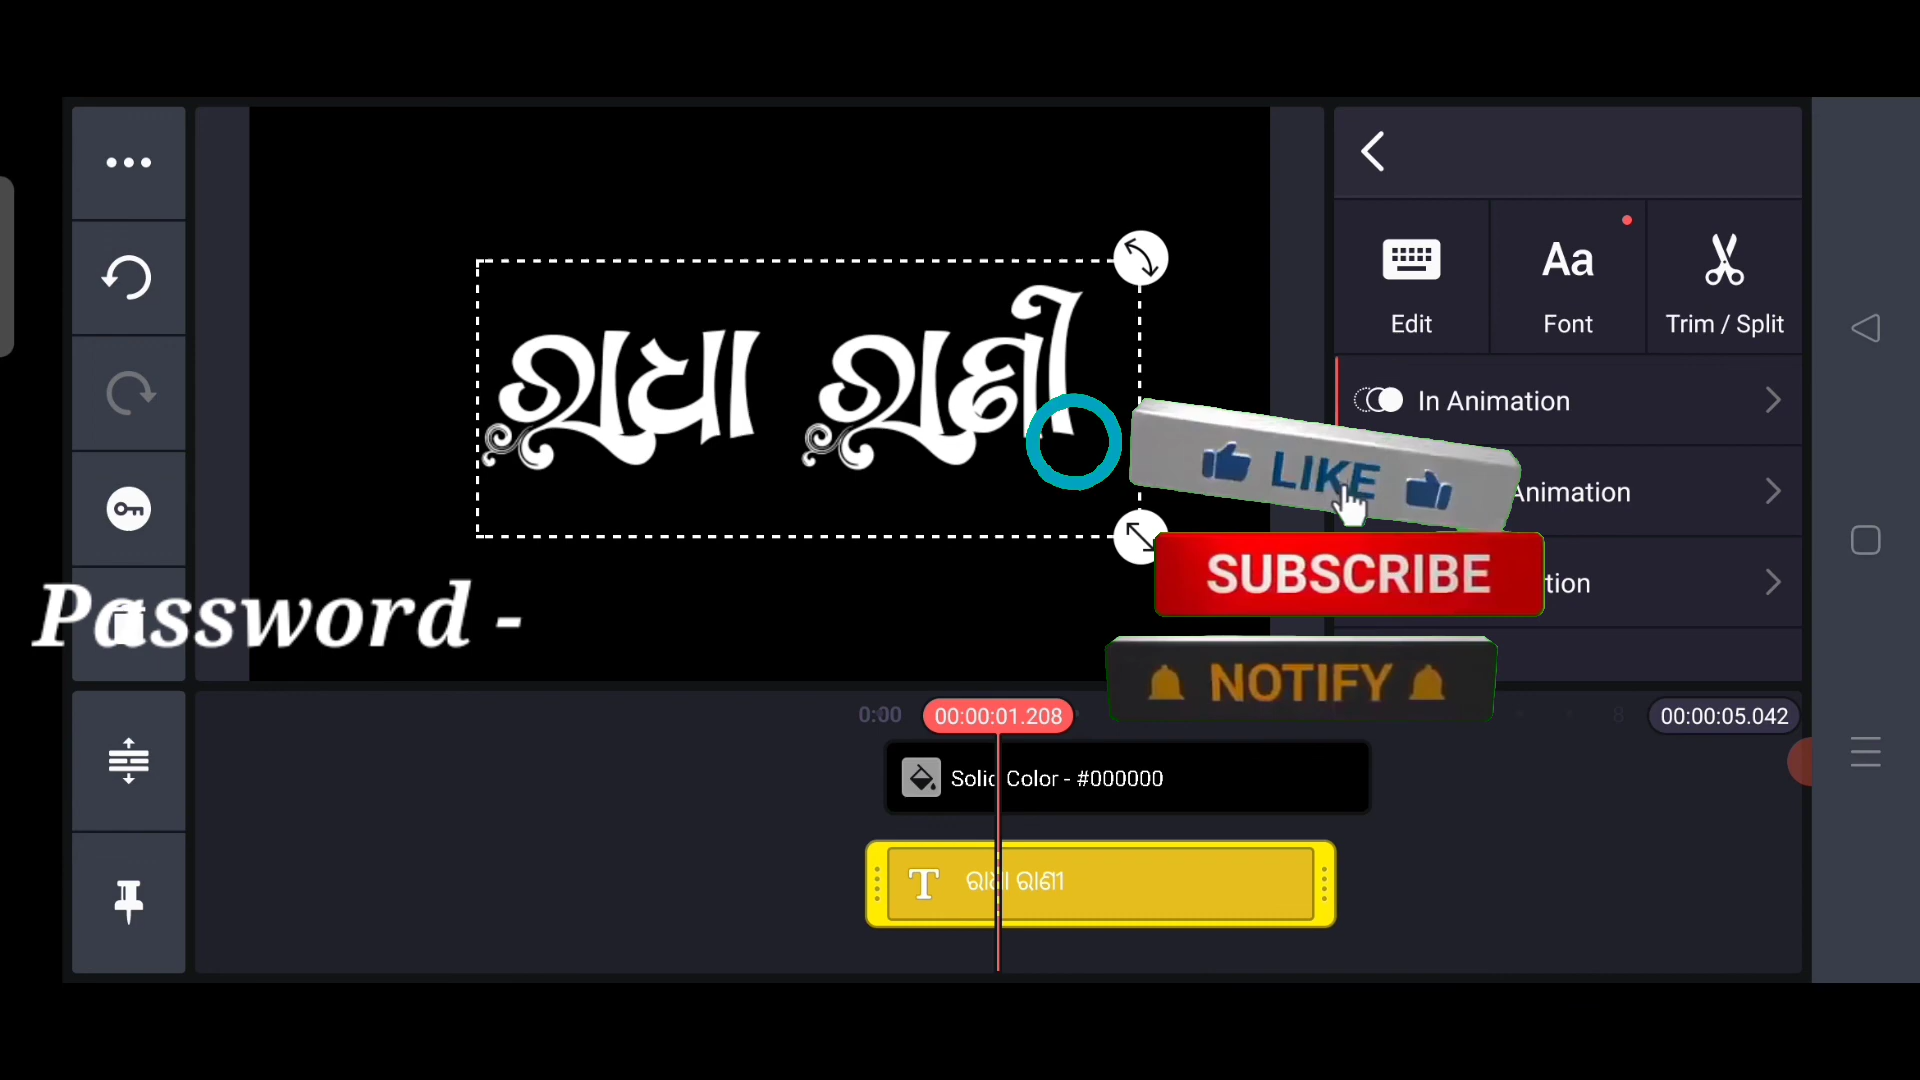 ରାଧା ରାଣୀ
Edit
Font
Aa
Trim / Split
In Animation
LIKE
Animation
SUBSCRIBE
tion
Password -
NOTIFY
0:00
00:00:01.208
8
00:00:05.042
Solid Color - #000000
T ରାଧା ରାଣୀ